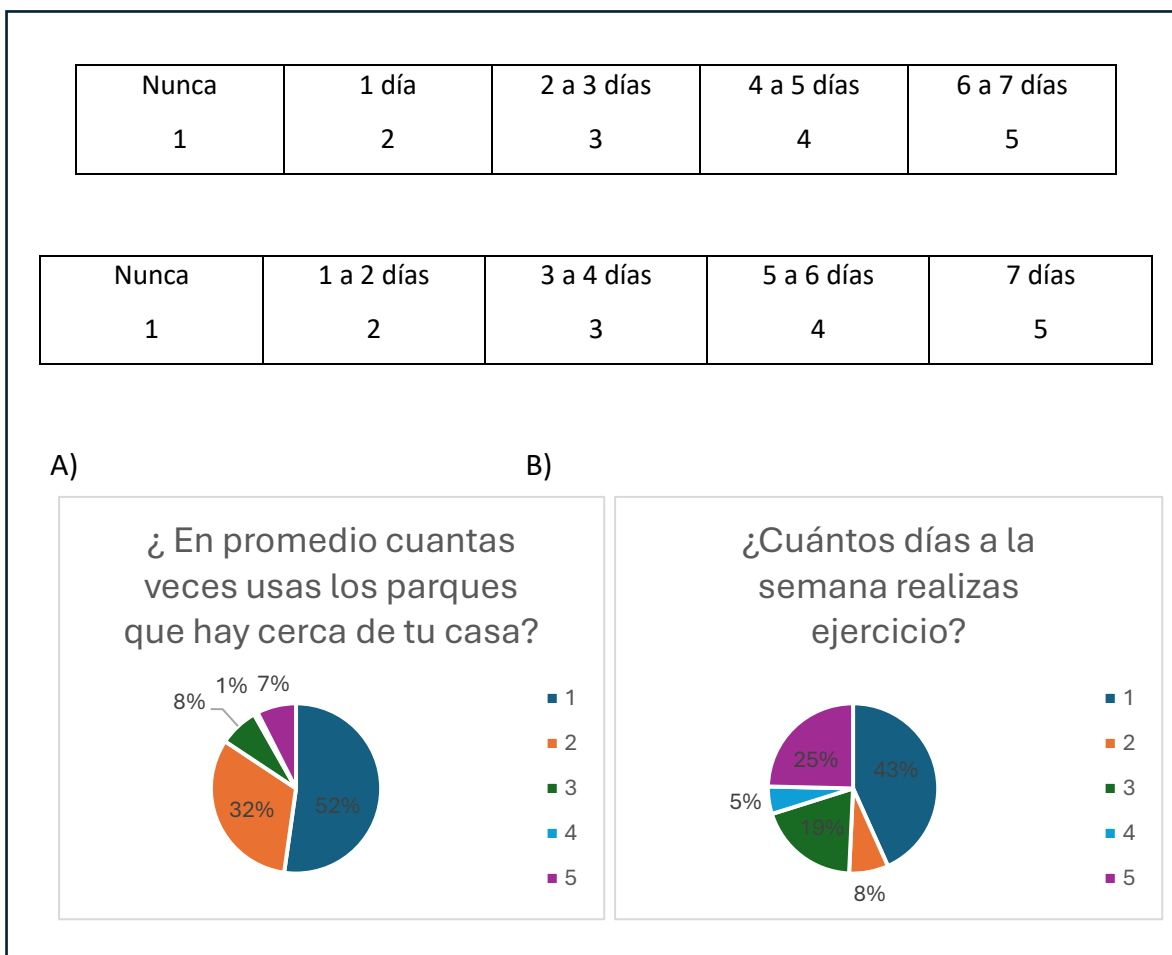 Nunca 1 día 2 a 3 días 4 a 5 días 6 a 7 días
1 2 3 4 5
Nunca 1 a 2 días 3 a 4 días 5 a 6 días 7 días
1 2 3 4 5
A) B)
¿ En promedio cuantas
veces usas los parques
que hay cerca de tu casa?
1% 7%
8%
32% 52%
1
2
3
4
5
¿Cuántos días a la
semana realizas
ejercicio?
25% 43%
5%
19%
8%
1
2
3
4
5